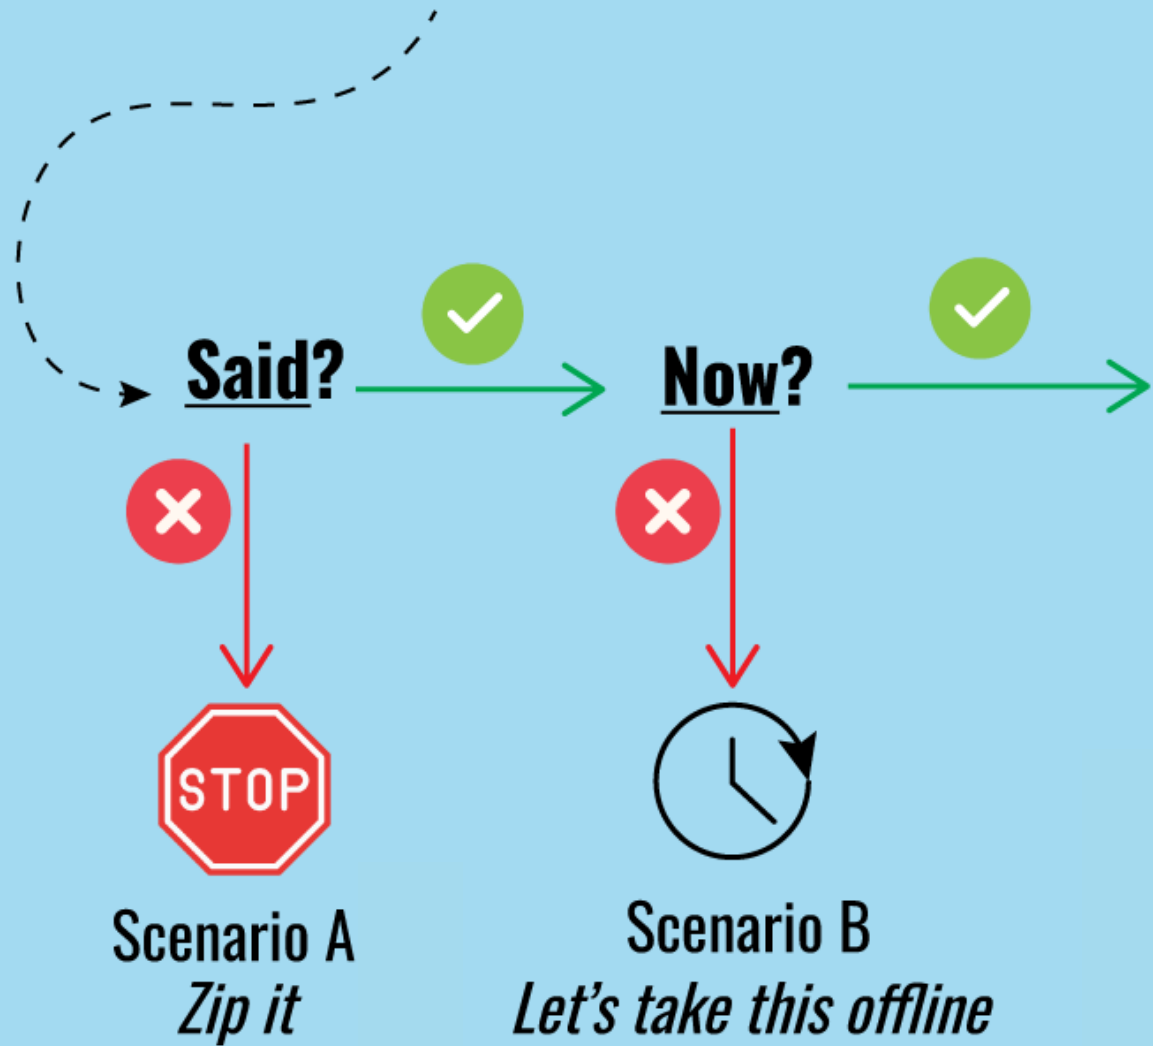 Said?
Now?
STOP
Scenario A
Zip it
Scenario B
Let's take this offline